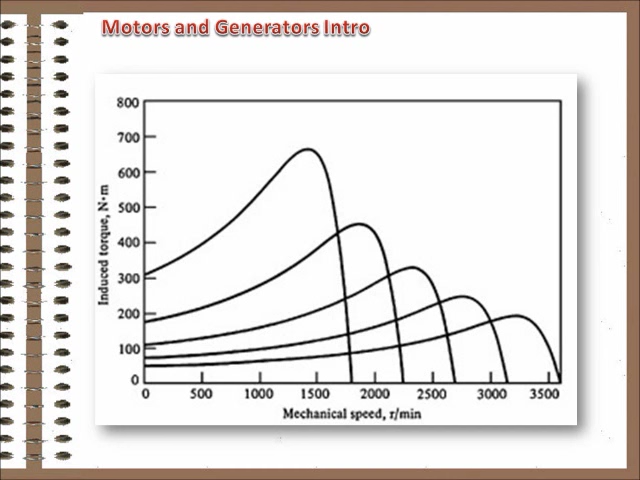 Motors and Generators Intro
800
700
600
500
400
300
200
100
0
Induced torque, N·m
0 500 1000 1500 2000 2500 3000 3500
Mechanical speed, r/min